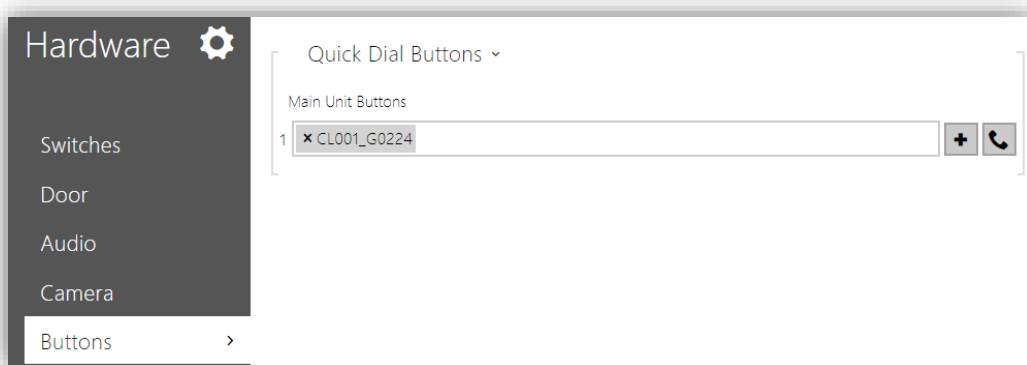 Hardware
Quick Dial Buttons
Main Unit Buttons
1 × CL001_G0224
Switches
Door
Audio
Camera
Buttons